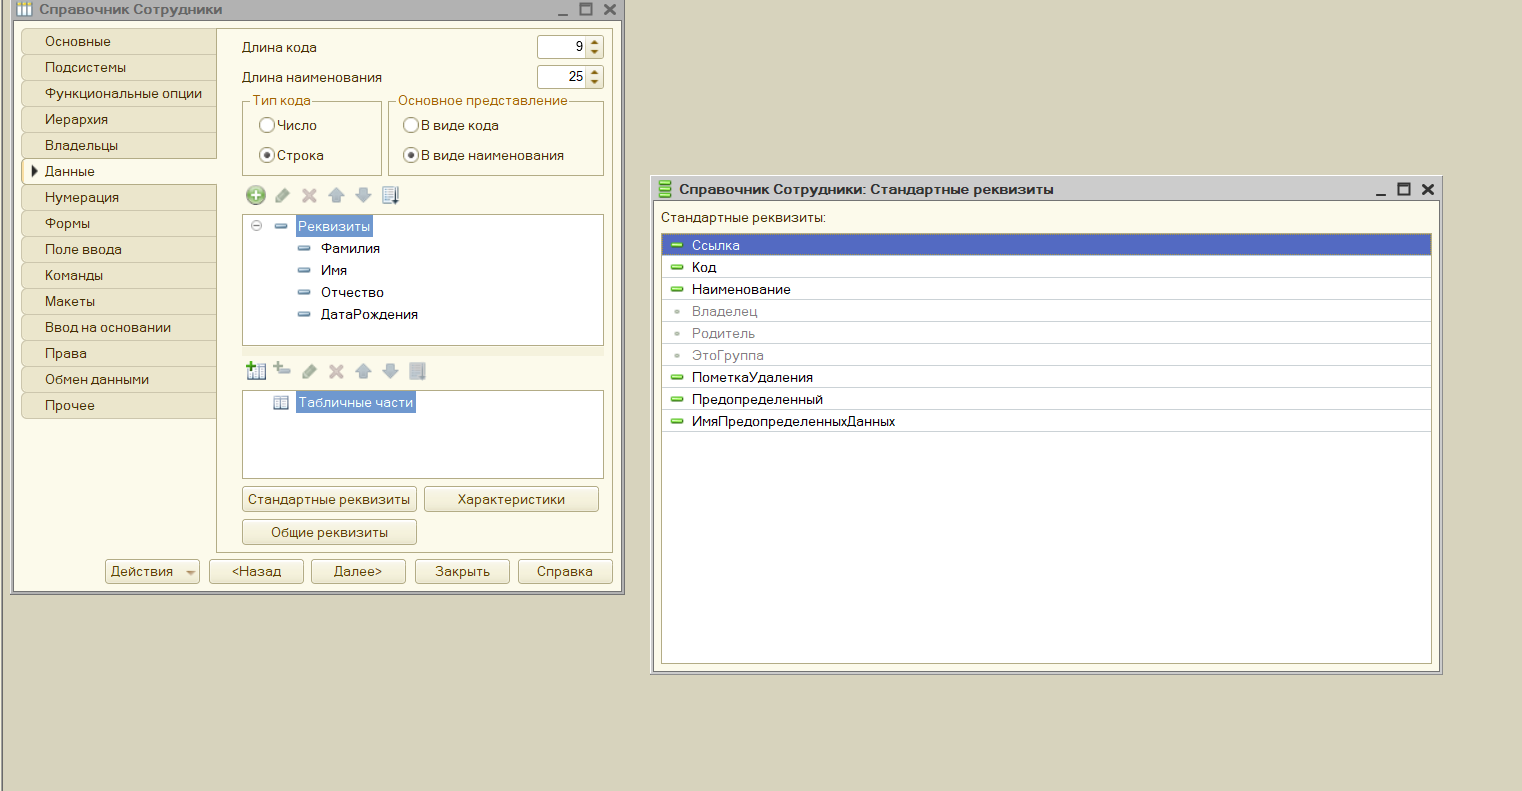 Справочник Сотрудники
Основные
Подсистемы
Функциональные опции
Иерархия
Владельцы
Данные
Нумерация
Формы
Поле ввода
Команды
Макеты
Ввод на основании
Права
Обмен данными
Прочее
Длина кода 9
Длина наименования 25
Тип кода
Число
Строка
Основное представление
В виде кода
В виде наименования
Реквизиты
Фамилия
Имя
Отчество
ДатаРождения
Табличные части
Стандартные реквизиты Характеристики
Общие реквизиты
Действия <Назад Далее> Закрыть Справка
Справочник Сотрудники: Стандартные реквизиты
Стандартные реквизиты:
Ссылка
Код
Наименование
Владелец
Родитель
ЭтоГруппа
ПометкаУдаления
Предопределенный
ИмяПредопределенныхДанных